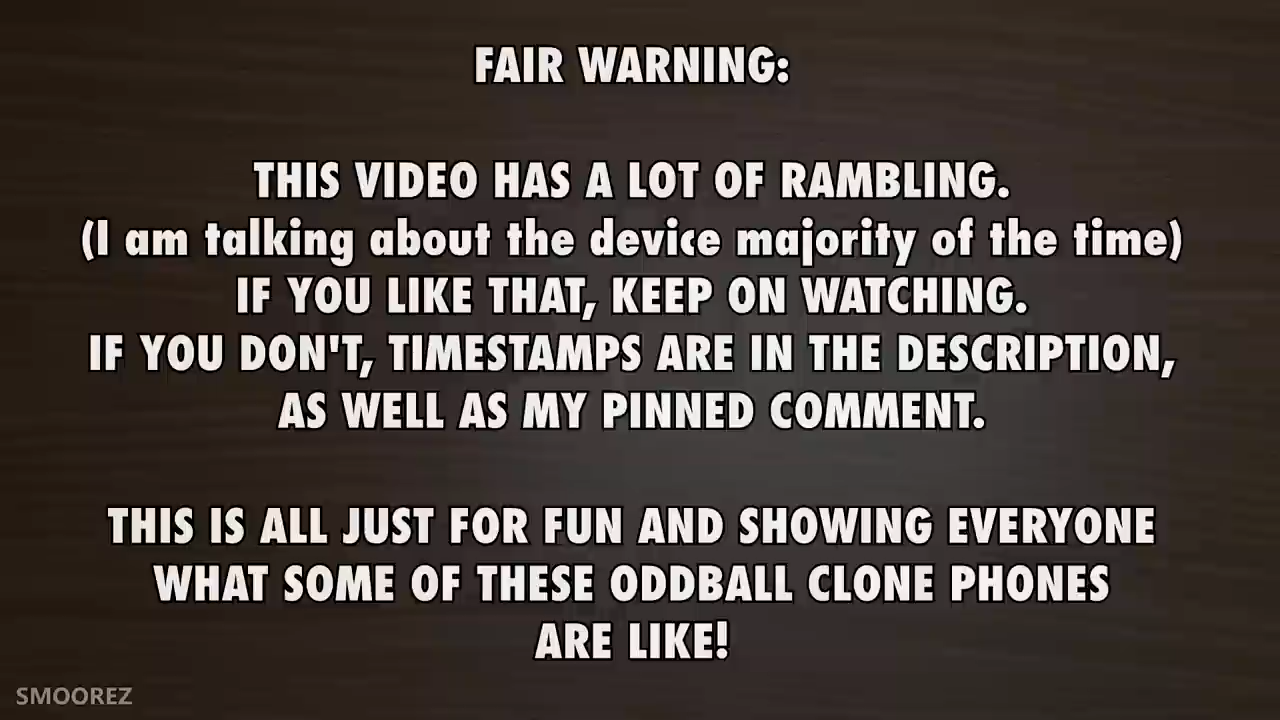 FAIR WARNING:
THIS VIDEO HAS A LOT OF RAMBLING.
(I am talking about the device majority of the time)
IF YOU LIKE THAT, KEEP ON WATCHING.
IF YOU DON'T, TIMESTAMPS ARE IN THE DESCRIPTION,
AS WELL AS MY PINNED COMMENT.
THIS IS ALL JUST FOR FUN AND SHOWING EVERYONE
WHAT SOME OF THESE ODDBALL CLONE PHONES
ARE LIKE!
SMOOREZ